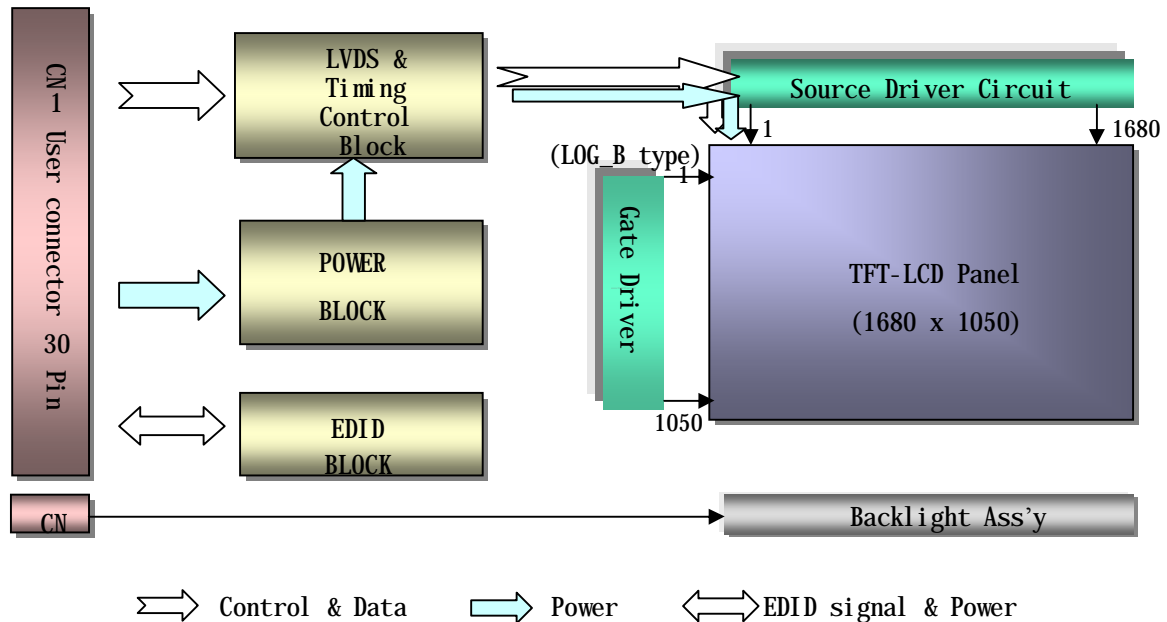 CN1 User connector 30 Pin
LVDS &
Timing
Control
Block
Source Driver Circuit
1
1680
(LOG_B type)
1
Gate Driver
1050
POWER
BLOCK
TFT-LCD Panel
(1680 x 1050)
EDID
BLOCK
CN
Backlight Ass'y
Control & Data
Power
EDID signal & Power